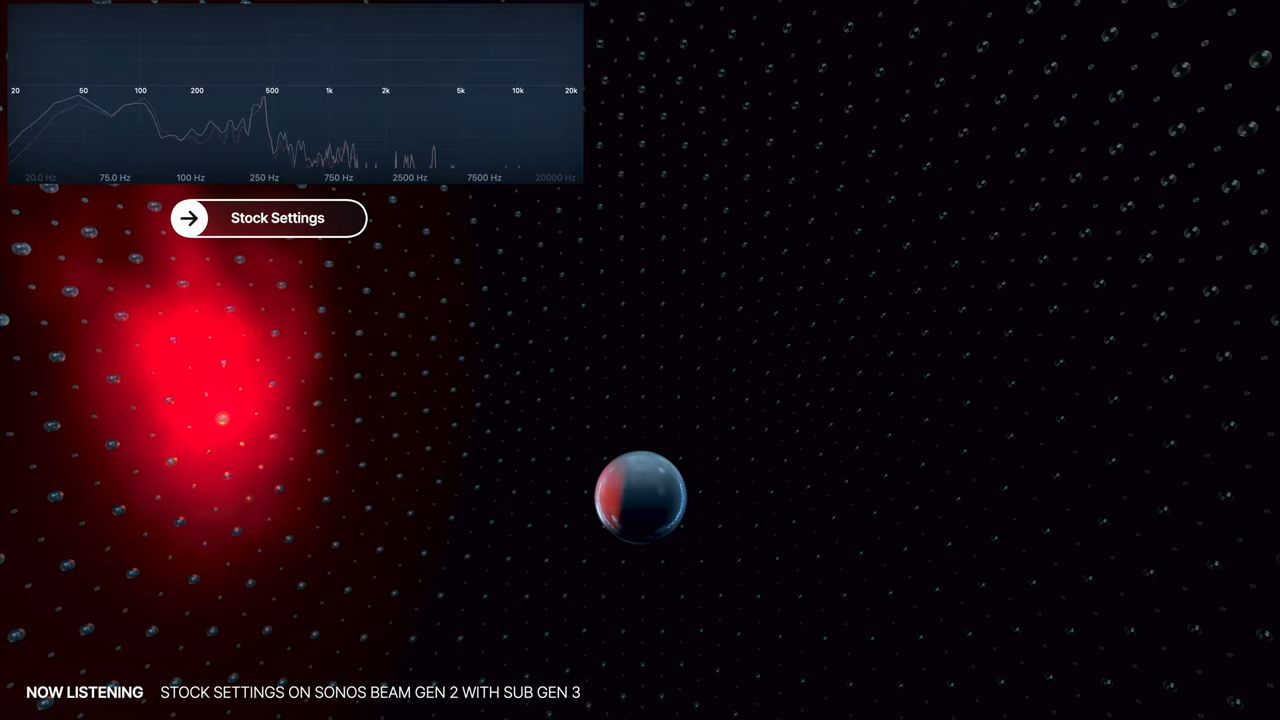 20 50 100 200 500 1k 2k 5k 10k 20k
20.0 Hz 75.0 Hz 100 Hz 250 Hz 750 Hz 2500 Hz 7500 Hz 20000 Hz
Stock Settings
NOW LISTENING STOCK SETTINGS ON SONOS BEAM GEN 2 WITH SUB GEN 3